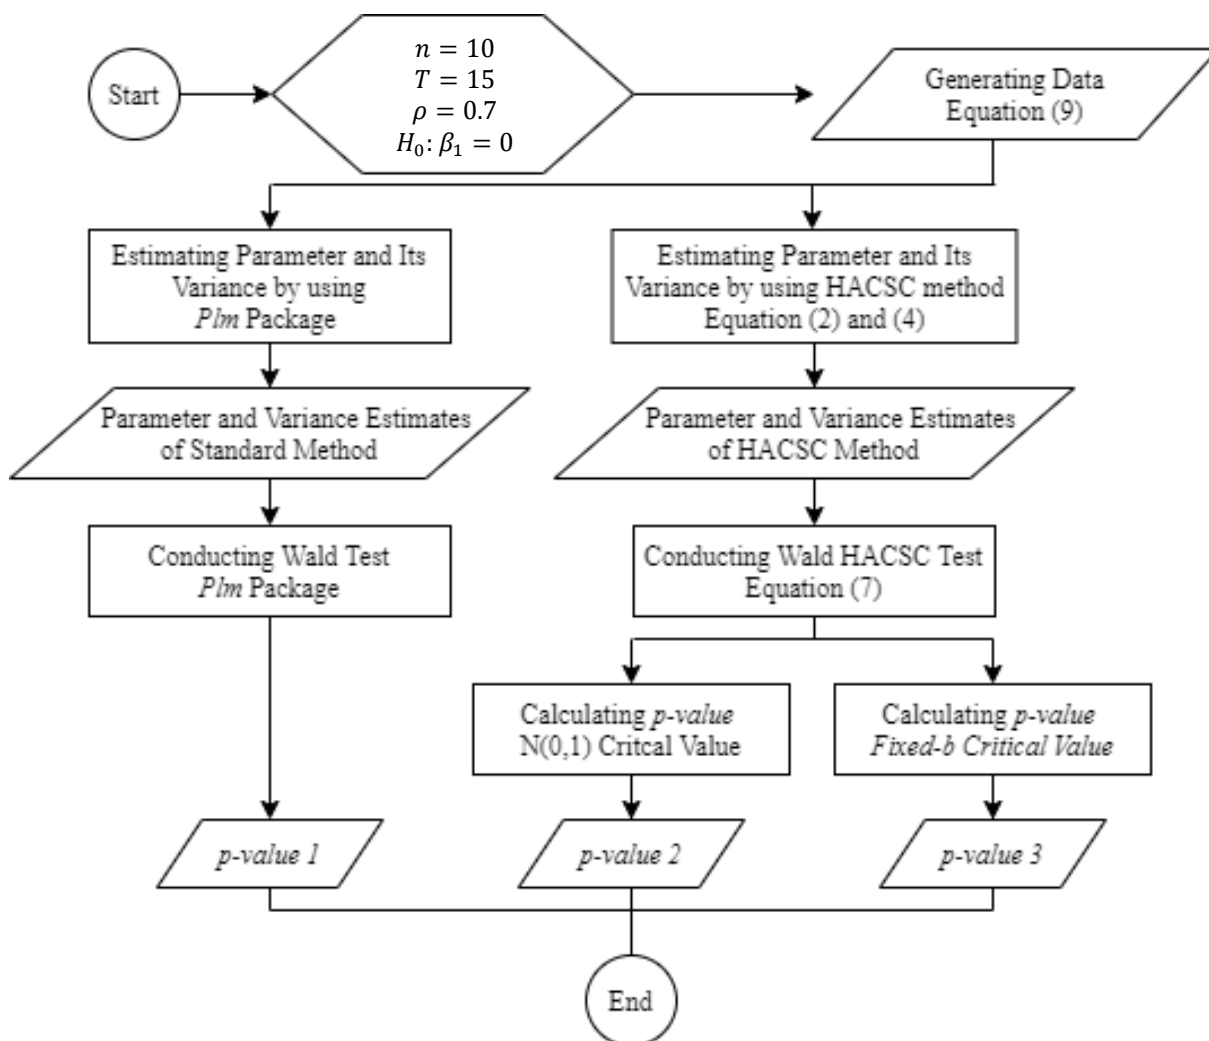 Start
n = 10
T = 15
ρ = 0.7
H₀: β₁ = 0
Generating Data
Equation (9)
Estimating Parameter and Its
Variance by using
Plm Package
Estimating Parameter and Its
Variance by using HACSC method
Equation (2) and (4)
Parameter and Variance Estimates
of Standard Method
Parameter and Variance Estimates
of HACSC Method
Conducting Wald Test
Plm Package
Conducting Wald HACSC Test
Equation (7)
Calculating p-value
N(0,1) Critcal Value
Calculating p-value
Fixed-b Critical Value
p-value 1
p-value 2
p-value 3
End